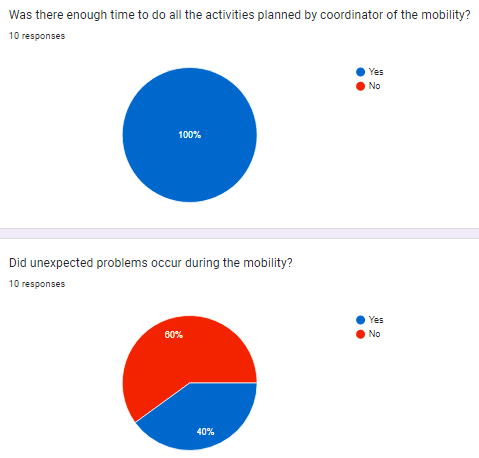 Was there enough time to do all the activities planned by coordinator of the mobility?
10 responses
Yes
No
100%
Did unexpected problems occur during the mobility?
10 responses
Yes
No
60%
40%